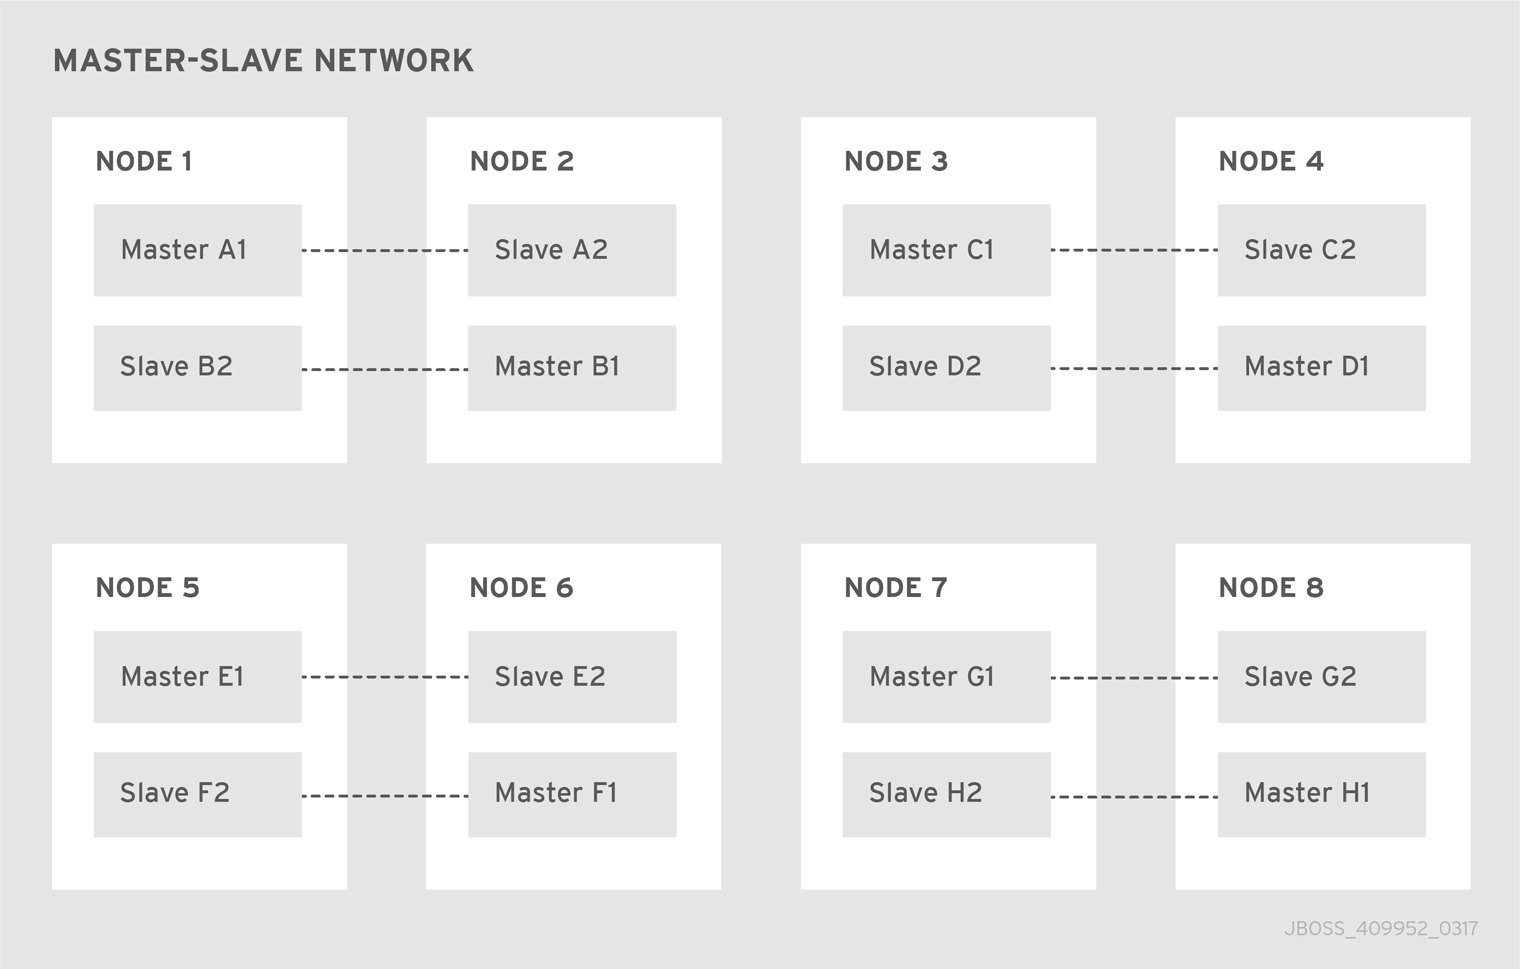 MASTER-SLAVE NETWORK
NODE 1
Master A1
Slave B2
NODE 2
Slave A2
Master B1
NODE 3
Master C1
Slave D2
NODE 4
Slave C2
Master D1
NODE 5
Master E1
Slave F2
NODE 6
Slave E2
Master F1
NODE 7
Master G1
Slave H2
NODE 8
Slave G2
Master H1
JBOSS_409952_0317